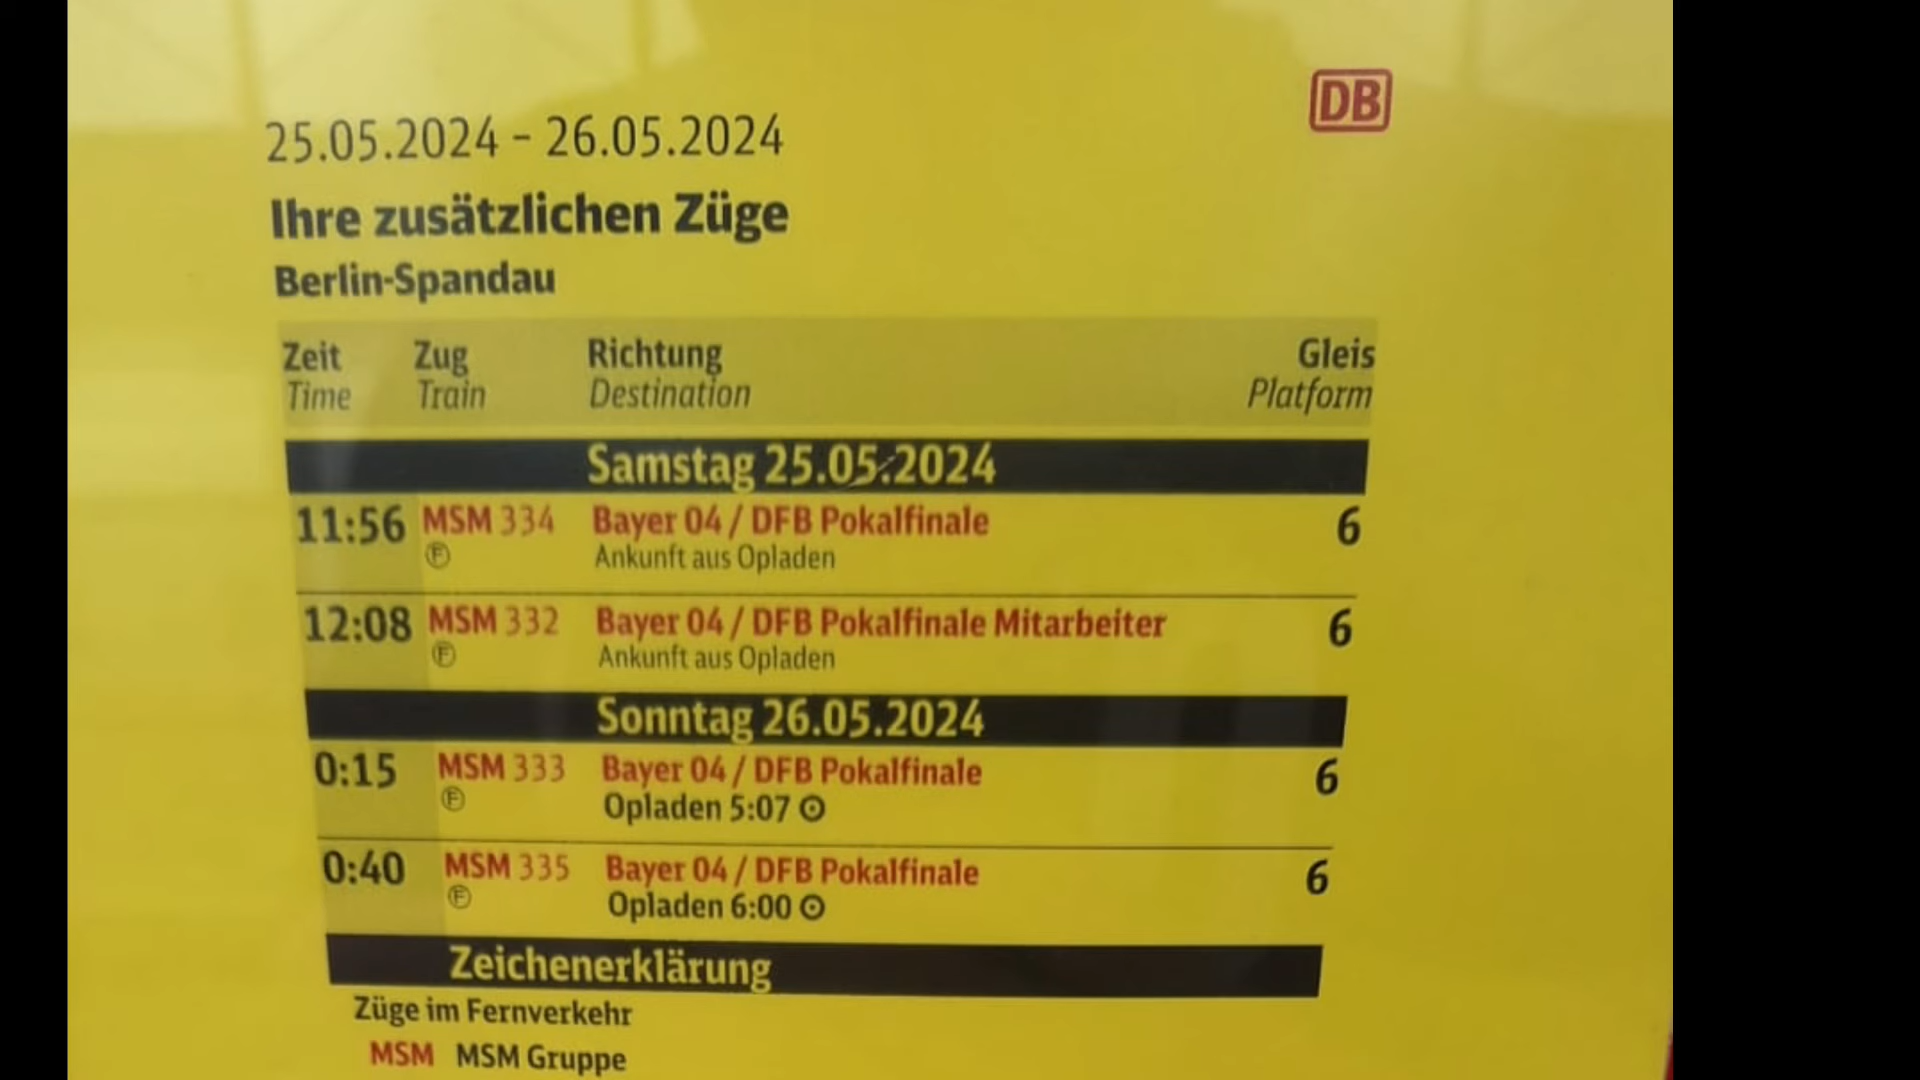 DB
25.05.2024 - 26.05.2024
Ihre zusätzlichen Züge
Berlin-Spandau
Zeit Zug Richtung Gleis
Time Train Destination Platform
Samstag 25.05.2024
11:56 MSM 334 Bayer 04 / DFB Pokalfinale 6
Ⓕ Ankunft aus Opladen
12:08 MSM 332 Bayer 04 / DFB Pokalfinale Mitarbeiter 6
Ⓕ Ankunft aus Opladen
Sonntag 26.05.2024
0:15 MSM 333 Bayer 04 / DFB Pokalfinale 6
Ⓕ Opladen 5:07 ⊙
0:40 MSM 335 Bayer 04 / DFB Pokalfinale 6
Ⓕ Opladen 6:00 ⊙
Zeichenerklärung
Züge im Fernverkehr
MSM MSM Gruppe